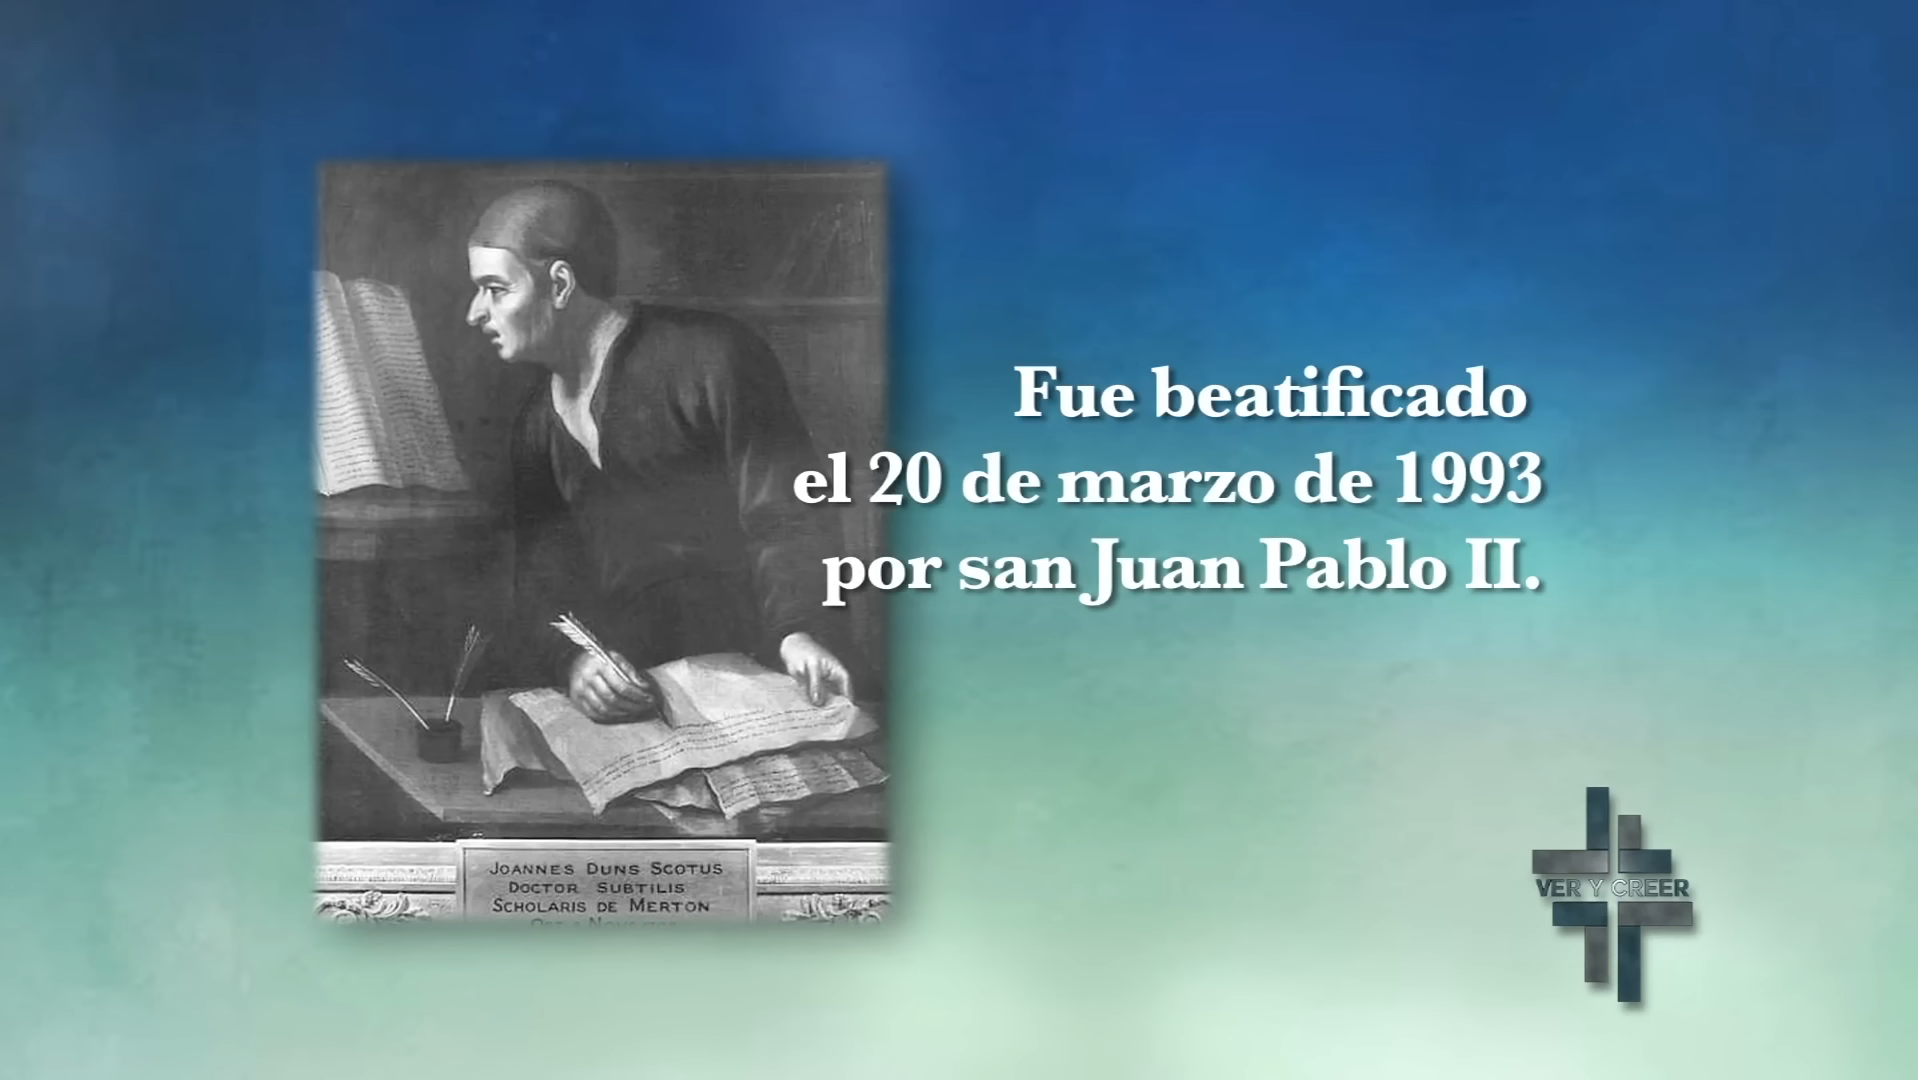 Fue beatificado
el 20 de marzo de 1993
por san Juan Pablo II.
JOANNES DUNS SCOTUS
DOCTOR SUBTILIS
SCHOLARIS DE MERTON
VER Y CREER